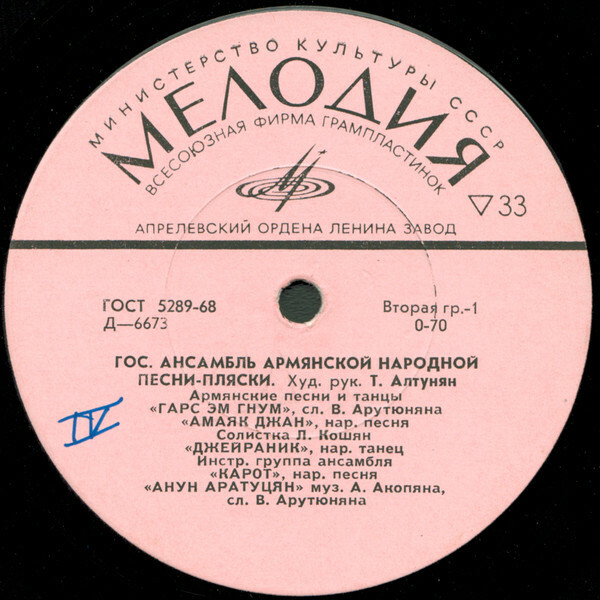 МИНИСТЕРСТВО КУЛЬТУРЫ СССР
МЕЛОДИЯ
ВСЕСОЮЗНАЯ ФИРМА ГРАМПЛАСТИНОК
▽33
АПРЕЛЕВСКИЙ ОРДЕНА ЛЕНИНА ЗАВОД
ГОСТ 5289-68 Вторая гр.-1
Д—6673 0-70
ГОС. АНСАМБЛЬ АРМЯНСКОЙ НАРОДНОЙ
ПЕСНИ-ПЛЯСКИ. Худ. рук. Т. Алтунян
Армянские песни и танцы
«ГАРС ЭМ ГНУМ», сл. В. Арутюняна
«АМАЯК ДЖАН», нар. песня
Солистка Л. Кошян
«ДЖЕЙРАНИК», нар. танец
Инстр. группа ансамбля
«КАРОТ», нар. песня
«АНУН АРАТУЦЯН» муз. А. Акопяна,
сл. В. Арутюняна
IV